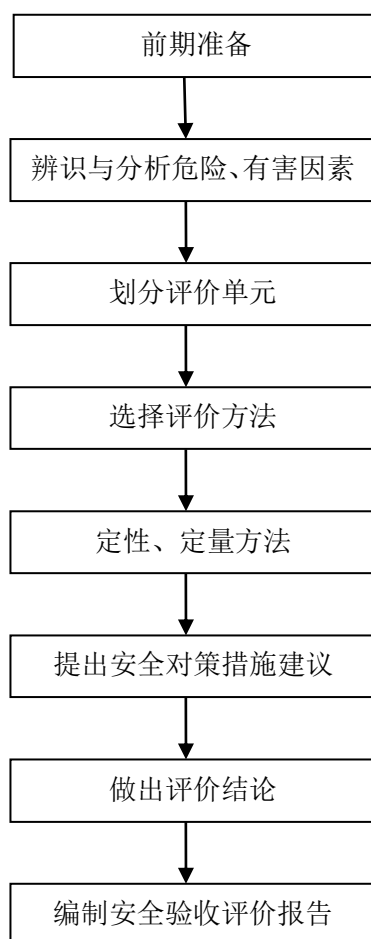 前期准备
辨识与分析危险、有害因素
划分评价单元
选择评价方法
定性、定量方法
提出安全对策措施建议
做出评价结论
编制安全验收评价报告